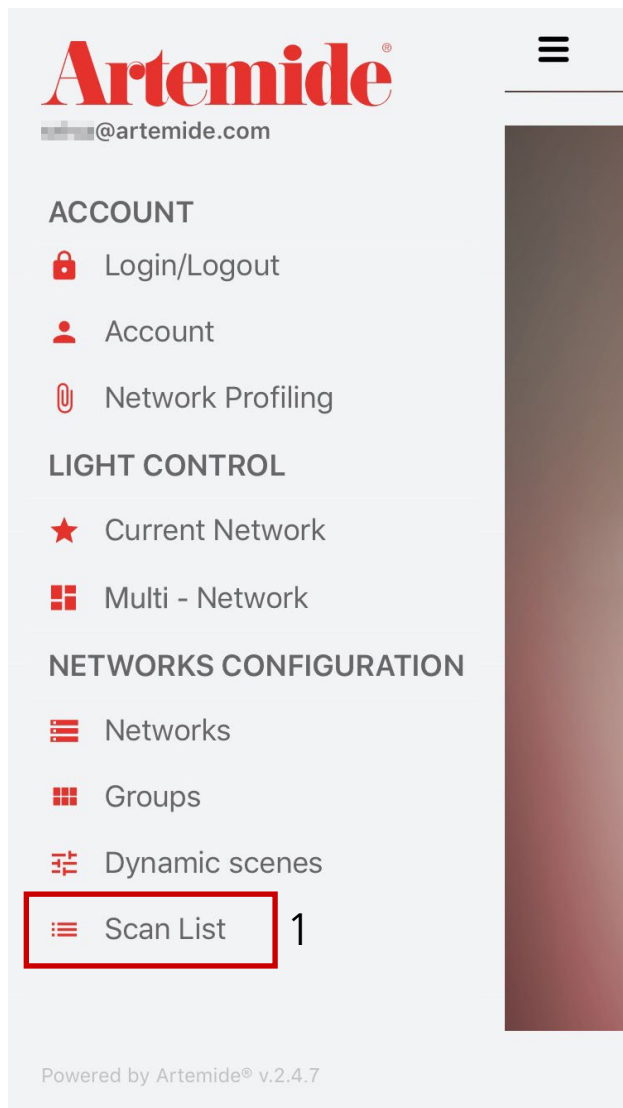 Artemide®
@artemide.com
ACCOUNT
Login/Logout
Account
Network Profiling
LIGHT CONTROL
Current Network
Multi - Network
NETWORKS CONFIGURATION
Networks
Groups
Dynamic scenes
Scan List 1
Powered by Artemide® v.2.4.7